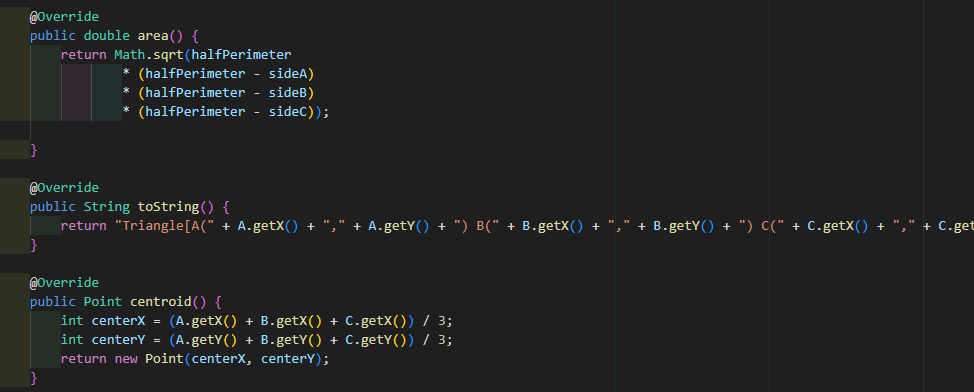 @Override
public double area() {
return Math.sqrt(halfPerimeter
* (halfPerimeter - sideA)
* (halfPerimeter - sideB)
* (halfPerimeter - sideC));
}
@Override
public String toString() {
return "Triangle[A(" + A.getX() + "," + A.getY() + ") B(" + B.getX() + "," + B.getY() + ") C(" + C.getX() + "," + C.get
}
@Override
public Point centroid() {
int centerX = (A.getX() + B.getX() + C.getX()) / 3;
int centerY = (A.getY() + B.getY() + C.getY()) / 3;
return new Point(centerX, centerY);
}